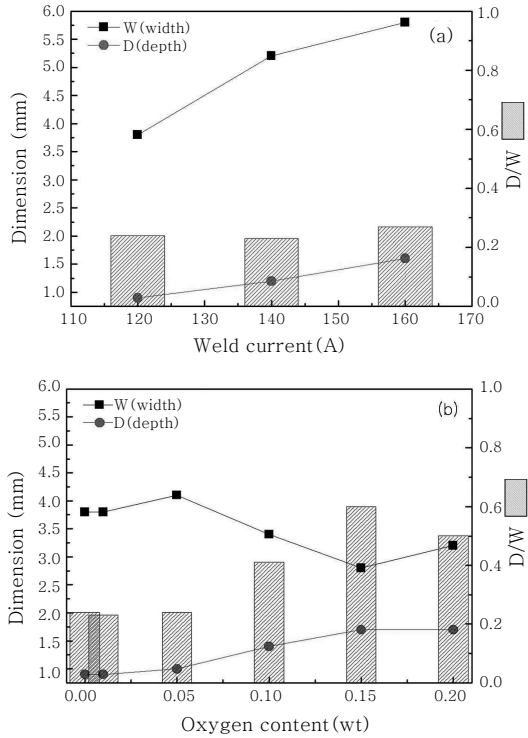 6.0
5.5
5.0
4.5
4.0
3.5
3.0
2.5
2.0
1.5
1.0
Dimension (mm)
W(width)
D(depth)
(a)
1.0
0.8
0.6
0.4
0.2
0.0
D/W
110 120 130 140 150 160 170
Weld current(A)
6.0
5.5
5.0
4.5
4.0
3.5
3.0
2.5
2.0
1.5
1.0
Dimension (mm)
W(width)
D(depth)
(b)
1.0
0.8
0.6
0.4
0.2
0.0
D/W
0.00 0.05 0.10 0.15 0.20
Oxygen content(wt)